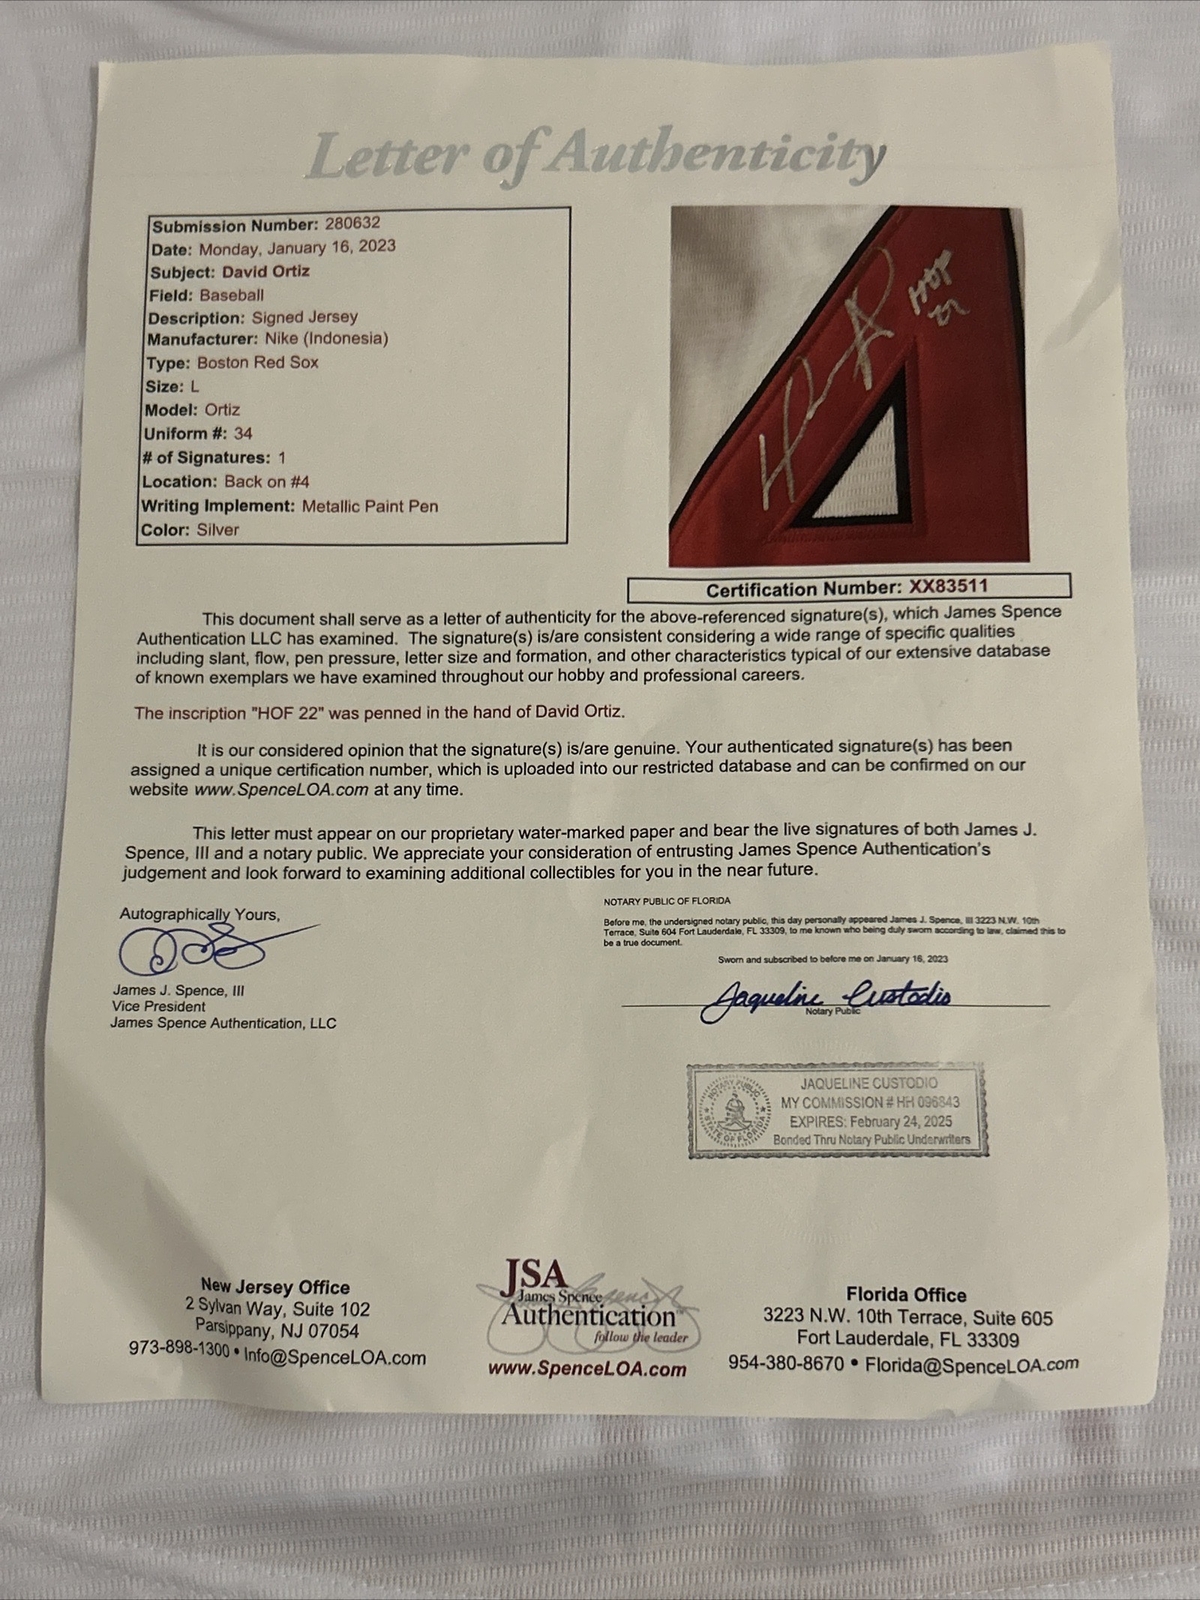 Letter of Authenticity
Submission Number: 280632
Date: Monday, January 16, 2023
Subject: David Ortiz
Field: Baseball
Description: Signed Jersey
Manufacturer: Nike (Indonesia)
Type: Boston Red Sox
Size: L
Model: Ortiz
Uniform #: 34
# of Signatures: 1
Location: Back on #4
Writing Implement: Metallic Paint Pen
Color: Silver
HOF
22
Certification Number: XX83511
This document shall serve as a letter of authenticity for the above-referenced signature(s), which James Spence
Authentication LLC has examined. The signature(s) is/are consistent considering a wide range of specific qualities
including slant, flow, pen pressure, letter size and formation, and other characteristics typical of our extensive database
of known exemplars we have examined throughout our hobby and professional careers.
The inscription "HOF 22" was penned in the hand of David Ortiz.
It is our considered opinion that the signature(s) is/are genuine. Your authenticated signature(s) has been
assigned a unique certification number, which is uploaded into our restricted database and can be confirmed on our
website www.SpenceLOA.com at any time.
This letter must appear on our proprietary water-marked paper and bear the live signatures of both James J.
Spence, III and a notary public. We appreciate your consideration of entrusting James Spence Authentication's
judgement and look forward to examining additional collectibles for you in the near future.
Autographically Yours,
James J. Spence, III
Vice President
James Spence Authentication, LLC
NOTARY PUBLIC OF FLORIDA
Before me, the undersigned notary public, this day personally appeared James J. Spence, III 3223 N.W. 10th
Terrace, Suite 604 Fort Lauderdale, FL 33309, to me known who being duly sworn according to law, claimed this to
be a true document.
Sworn and subscribed to before me on January 16, 2023
Jaqueline Custodio
Notary Public
NOTARY PUBLIC
STATE OF FLORIDA
JAQUELINE CUSTODIO
MY COMMISSION # HH 096843
EXPIRES: February 24, 2025
Bonded Thru Notary Public Underwriters
New Jersey Office
2 Sylvan Way, Suite 102
Parsippany, NJ 07054
973-898-1300 • Info@SpenceLOA.com
JSA
James Spence
Authentication
follow the leader
www.SpenceLOA.com
Florida Office
3223 N.W. 10th Terrace, Suite 605
Fort Lauderdale, FL 33309
954-380-8670 • Florida@SpenceLOA.com